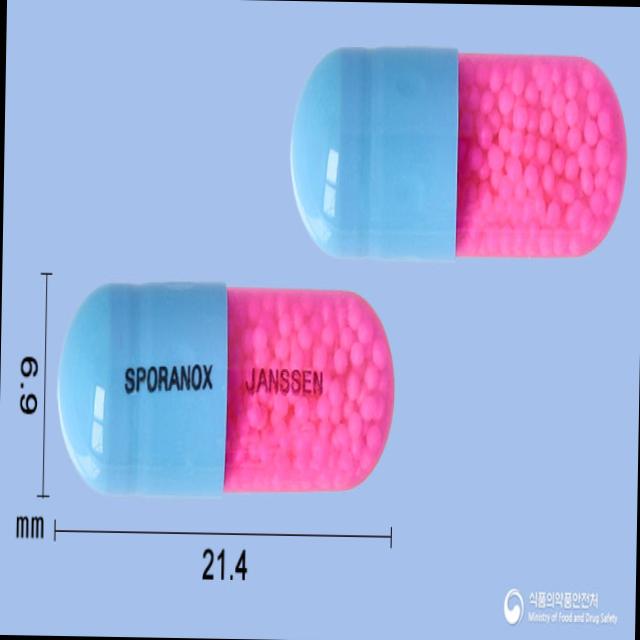 SPORANOX JANSSEN
6.9
mm
21.4
식품의약품안전처
Ministry of Food and Drug Safety